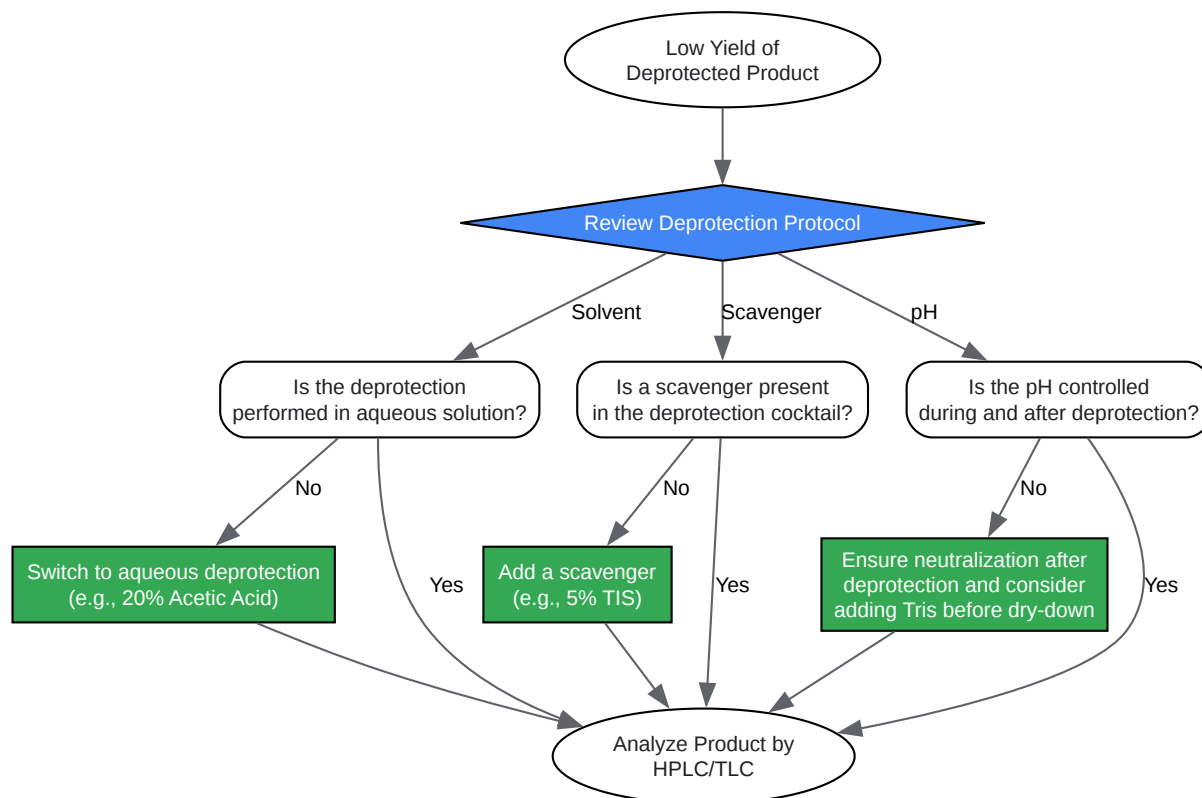 Low Yield of
Deprotected Product
Review Deprotection Protocol
Solvent
Scavenger
pH
Is the deprotection
performed in aqueous solution?
Is a scavenger present
in the deprotection cocktail?
Is the pH controlled
during and after deprotection?
No
No
No
Switch to aqueous deprotection
(e.g., 20% Acetic Acid)
Yes
Add a scavenger
(e.g., 5% TIS)
Yes
Ensure neutralization after
deprotection and consider
adding Tris before dry-down
Yes
Analyze Product by
HPLC/TLC